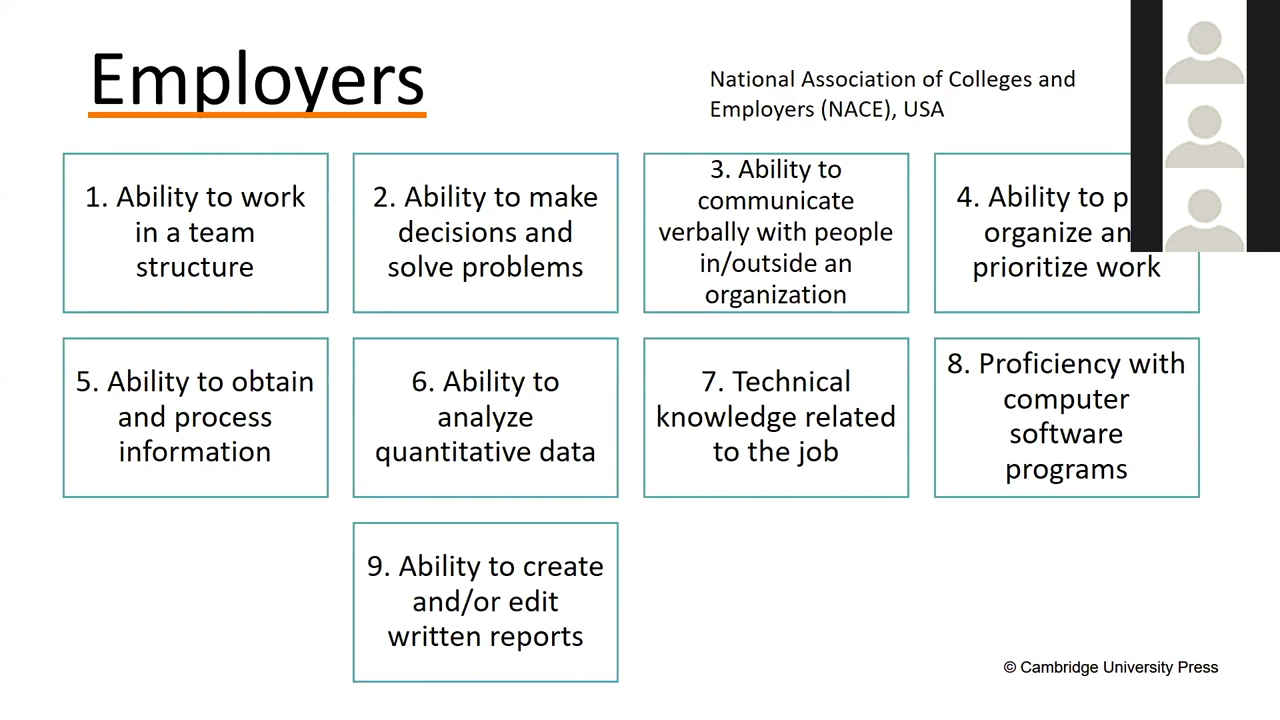 Employers
National Association of Colleges and
Employers (NACE), USA
1. Ability to work
in a team
structure
2. Ability to make
decisions and
solve problems
3. Ability to
communicate
verbally with people
in/outside an
organization
4. Ability to
organize
prioritize work
5. Ability to obtain
and process
information
6. Ability to
analyze
quantitative data
7. Technical
knowledge related
to the job
8. Proficiency with
computer
software
programs
9. Ability to create
and/or edit
written reports
© Cambridge University Press